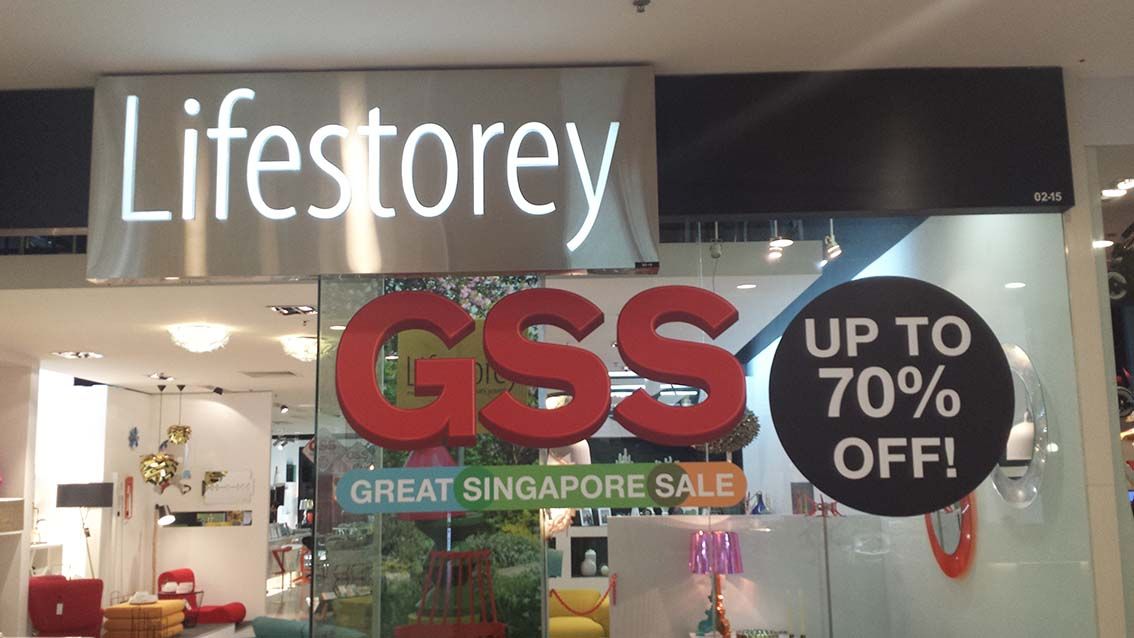 Lifestorey
02-15
GSS
GREAT SINGAPORE SALE
UP TO
70%
OFF!